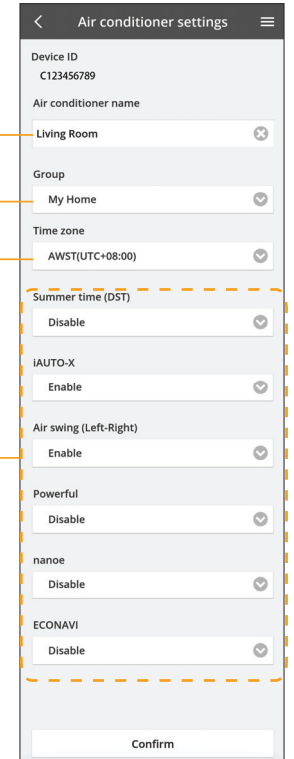 Air conditioner settings
Device ID
C123456789
Air conditioner name
Living Room
Group
My Home
Time zone
AWST(UTC+08:00)
Summer time (DST)
Disable
iAUTO-X
Enable
Air swing (Left-Right)
Enable
Powerful
Disable
nanoe
Disable
ECONAVI
Disable
Confirm